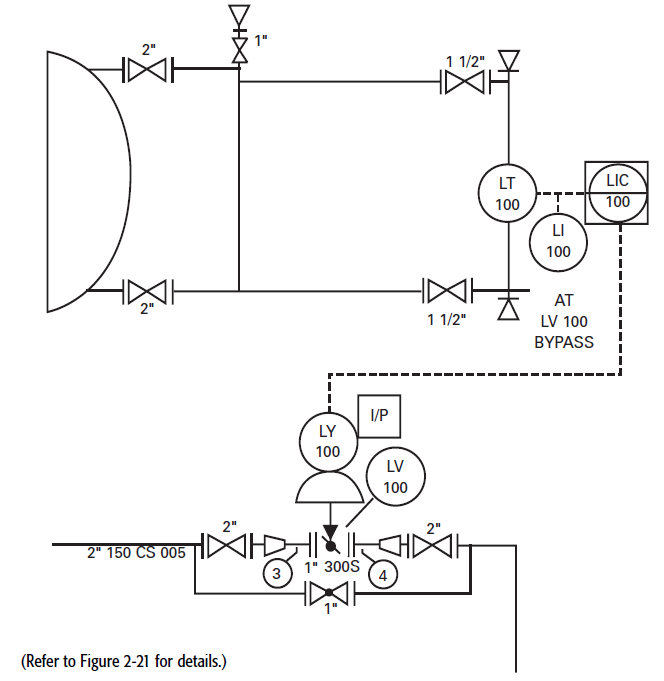 2"
1"
1 1/2"
LT
100
LIC
100
LI
100
2"
1 1/2"
AT
LV 100
BYPASS
I/P
LY
100
LV
100
2"
2"
2" 150 CS 005
3
1" 300S
4
1"
(Refer to Figure 2-21 for details.)